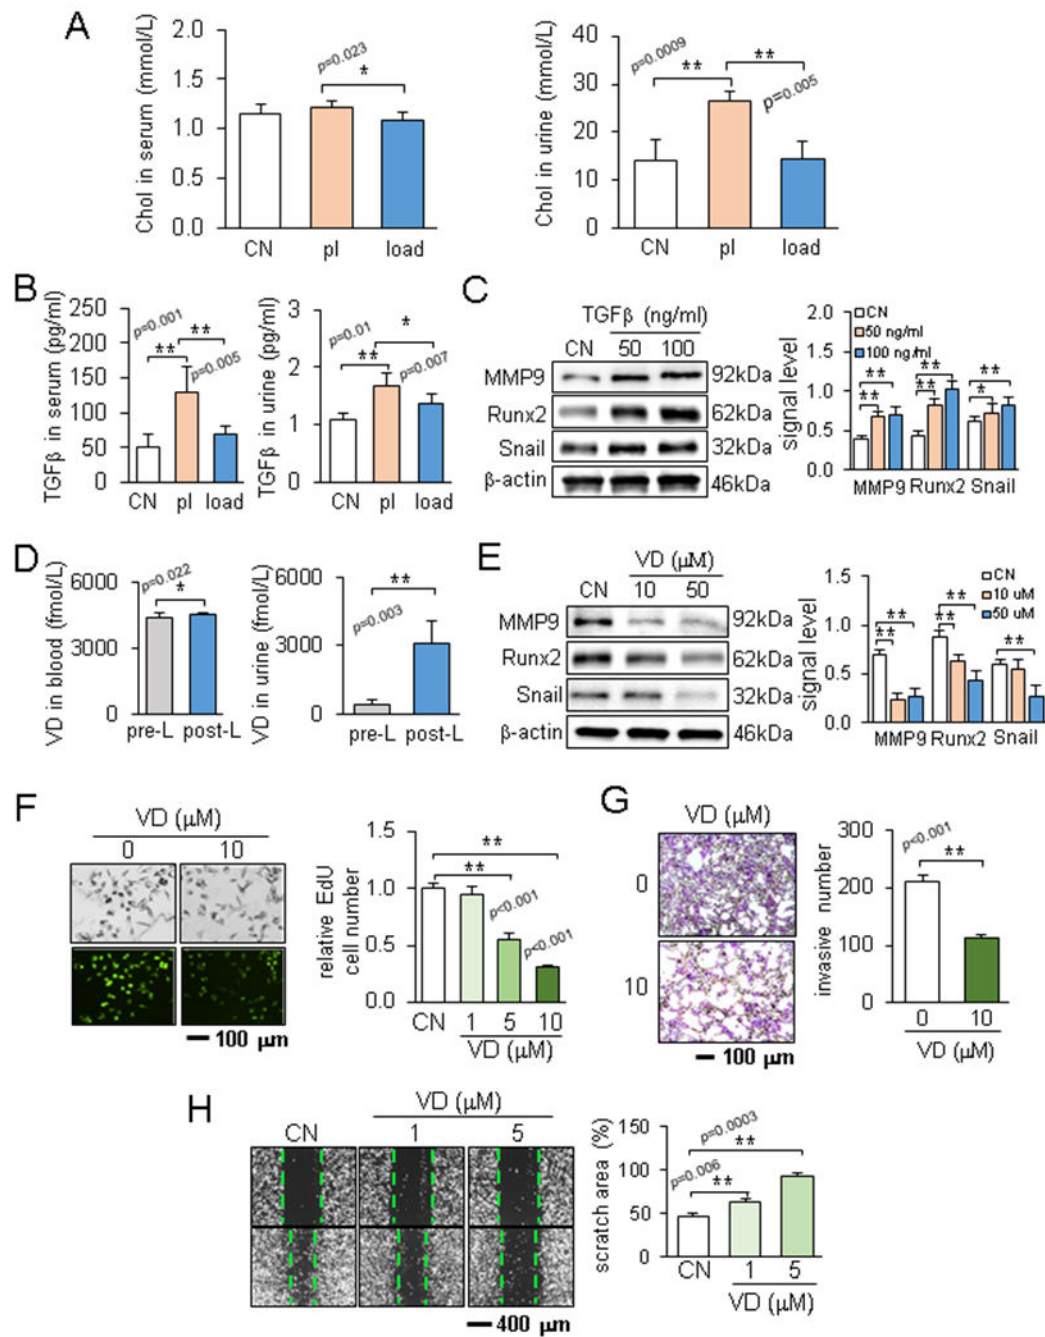 A
Chol in serum (mmol/L)
2.0
1.5
1.0
0.5
0.0
p=0.023
*
CN pl load
Chol in urine (mmol/L)
40
30
20
10
0
p=0.0009
**
**
p=0.005
CN pl load
B
TGFβ in serum (pg/ml)
250
200
150
100
50
0
p=0.001
**
**
p=0.005
CN pl load
TGFβ in urine (pg/ml)
3
2
1
0
p=0.01
*
**
p=0.007
CN pl load
C
TGFβ (ng/ml)
CN 50 100
MMP9 92kDa
Runx2 62kDa
Snail 32kDa
β-actin 46kDa
signal level
2.0
1.5
1.0
0.5
0.0
CN
50 ng/ml
100 ng/ml
** ** **
** ** *
MMP9 Runx2 Snail
D
VD in blood (fmol/L)
6000
3000
0
p=0.022
*
pre-L post-L
VD in urine (fmol/L)
6000
3000
0
**
p=0.003
pre-L post-L
E
VD (μM)
CN 10 50
MMP9 92kDa
Runx2 62kDa
Snail 32kDa
β-actin 46kDa
signal level
1.5
1.0
0.5
0.0
CN
10 uM
50 uM
** ** **
** **
MMP9 Runx2 Snail
F
VD (μM)
0 10
100 μm
relative EdU
cell number
1.5
1.0
0.5
0.0
**
**
p<0.001
p<0.001
CN 1 5 10
VD (μM)
G
VD (μM)
0
10
100 μm
invasive number
300
200
100
0
p<0.001
**
0 10
VD (μM)
H
VD (μM)
CN 1 5
400 μm
scratch area (%)
150
100
50
0
p=0.0003
**
p=0.006
**
CN 1 5
VD (μM)